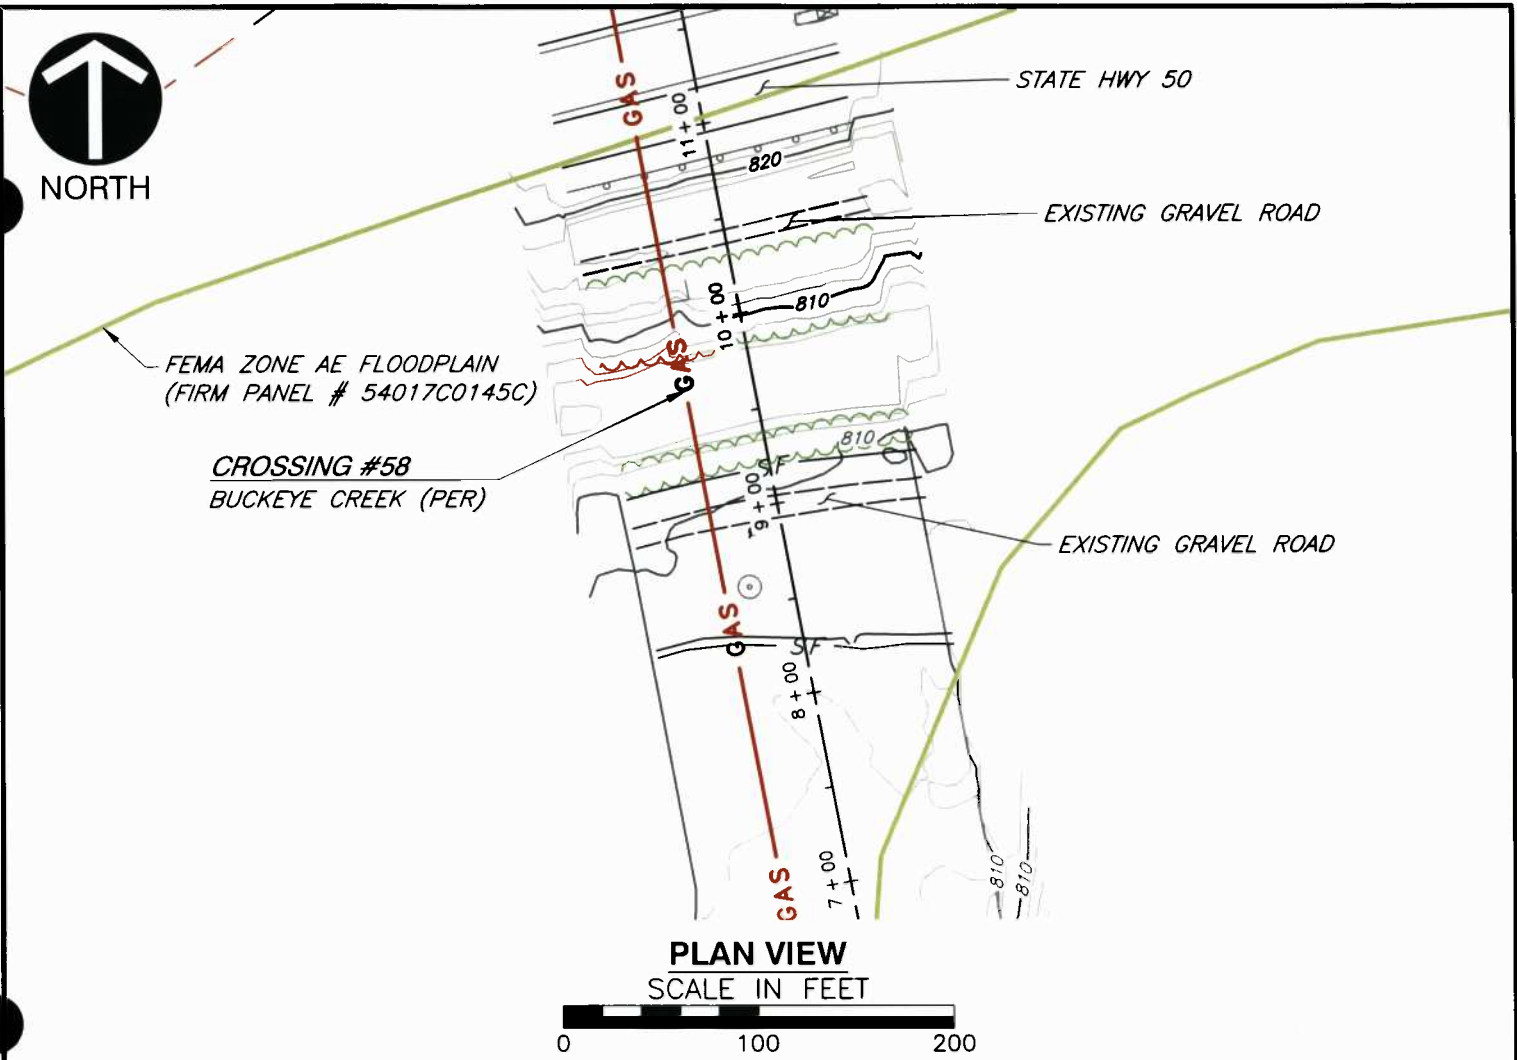 NORTH
GAS
11+00
STATE HWY 50
820
EXISTING GRAVEL ROAD
10+00
810
GAS
FEMA ZONE AE FLOODPLAIN
(FIRM PANEL # 54017C0145C)
CROSSING #58
BUCKEYE CREEK (PER)
810
SF
9+00
EXISTING GRAVEL ROAD
GAS
SF
8+00
7+00
GAS
810
810
PLAN VIEW
SCALE IN FEET
0 100 200